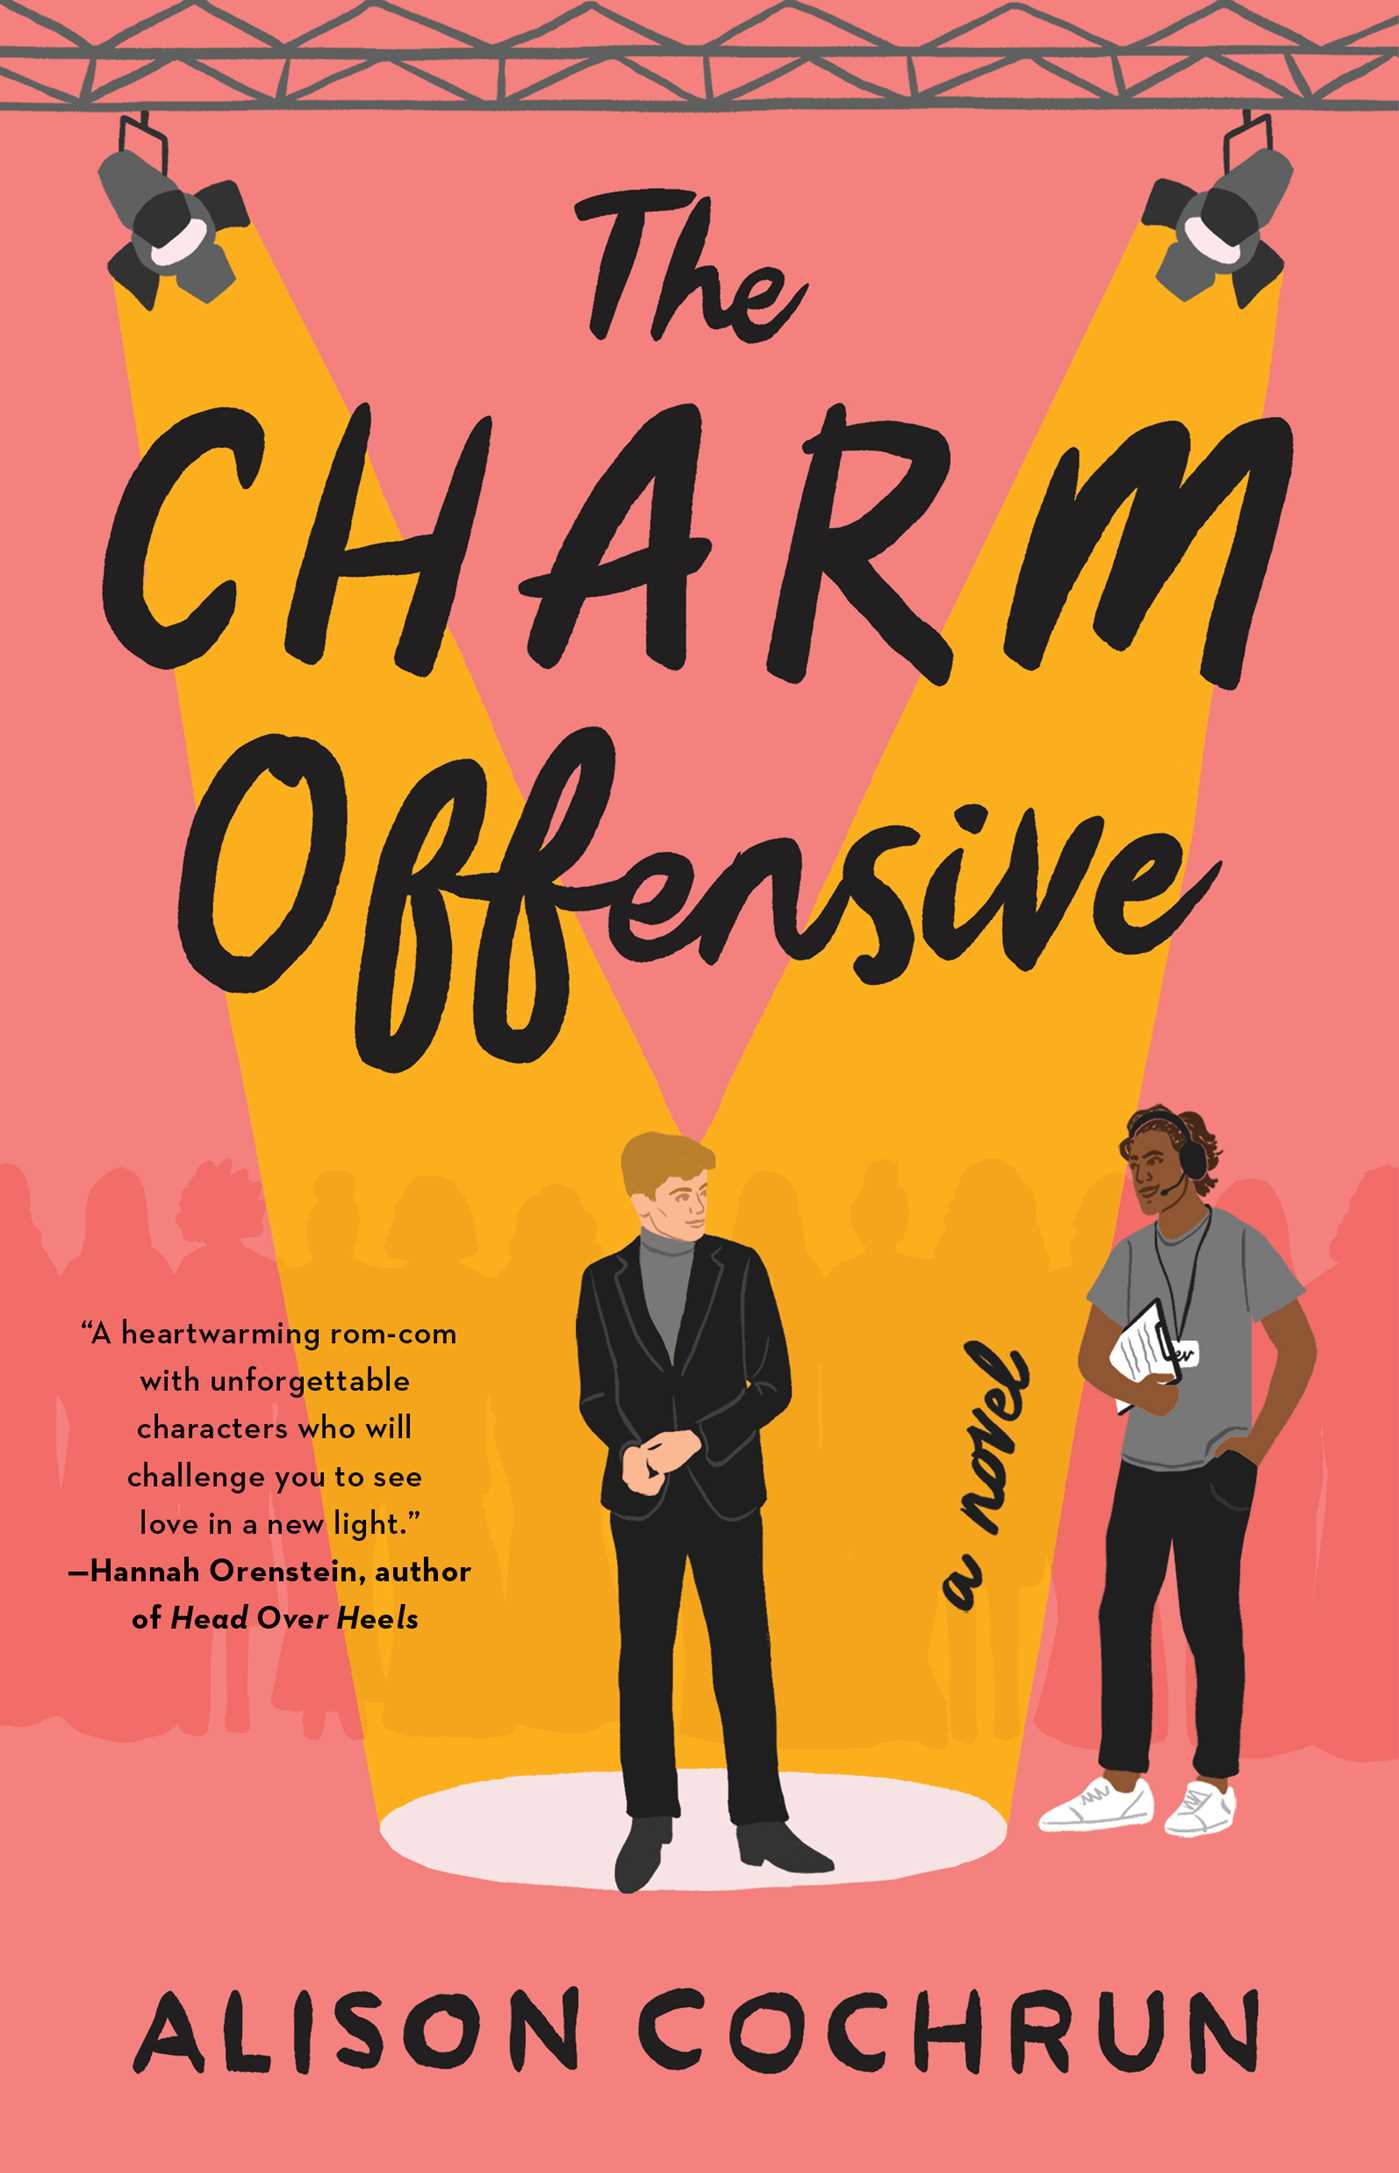 The
CHARM
Offensive
“A heartwarming rom-com
with unforgettable
characters who will
challenge you to see
love in a new light.”
—Hannah Orenstein, author
of Head Over Heels
a novel
ev
ALISON COCHRUN